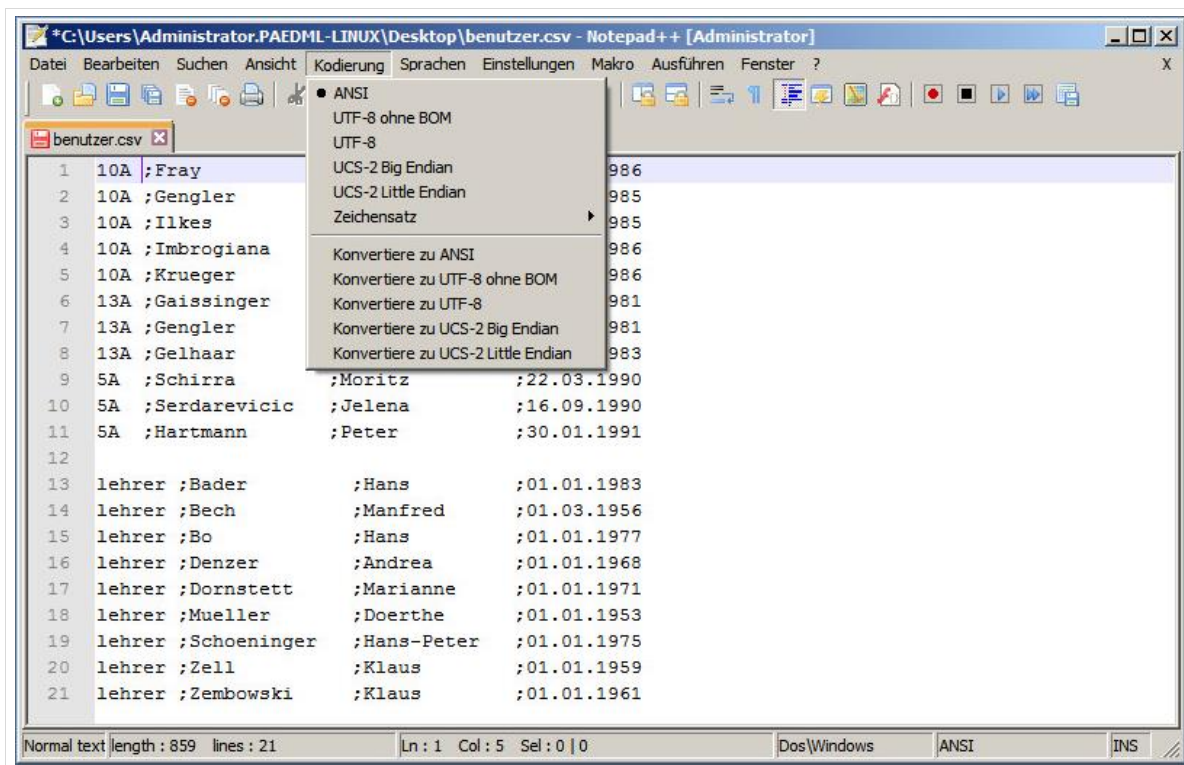 *C:\Users\Administrator.PAEDML-LINUX\Desktop\benutzer.csv - Notepad++ [Administrator]
Datei Bearbeiten Suchen Ansicht Kodierung Sprachen Einstellungen Makro Ausführen Fenster ? X
benutzer.csv
ANSI
UTF-8 ohne BOM
UTF-8
UCS-2 Big Endian
UCS-2 Little Endian
Zeichensatz
Konvertiere zu ANSI
Konvertiere zu UTF-8 ohne BOM
Konvertiere zu UTF-8
Konvertiere zu UCS-2 Big Endian
Konvertiere zu UCS-2 Little Endian
1 10A ;Fray 986
2 10A ;Gengler 985
3 10A ;Ilkes 985
4 10A ;Imbrogiana 986
5 10A ;Krueger 986
6 13A ;Gaissinger 981
7 13A ;Gengler 981
8 13A ;Gelhaar 983
9 5A ;Schirra ;Moritz ;22.03.1990
10 5A ;Serdarevicic ;Jelena ;16.09.1990
11 5A ;Hartmann ;Peter ;30.01.1991
12
13 lehrer ;Bader ;Hans ;01.01.1983
14 lehrer ;Bech ;Manfred ;01.03.1956
15 lehrer ;Bo ;Hans ;01.01.1977
16 lehrer ;Denzer ;Andrea ;01.01.1968
17 lehrer ;Dornstett ;Marianne ;01.01.1971
18 lehrer ;Mueller ;Doerthe ;01.01.1953
19 lehrer ;Schoeninger ;Hans-Peter ;01.01.1975
20 lehrer ;Zell ;Klaus ;01.01.1959
21 lehrer ;Zembowski ;Klaus ;01.01.1961
Normal text length : 859 lines : 21 Ln : 1 Col : 5 Sel : 0 | 0 Dos\Windows ANSI INS